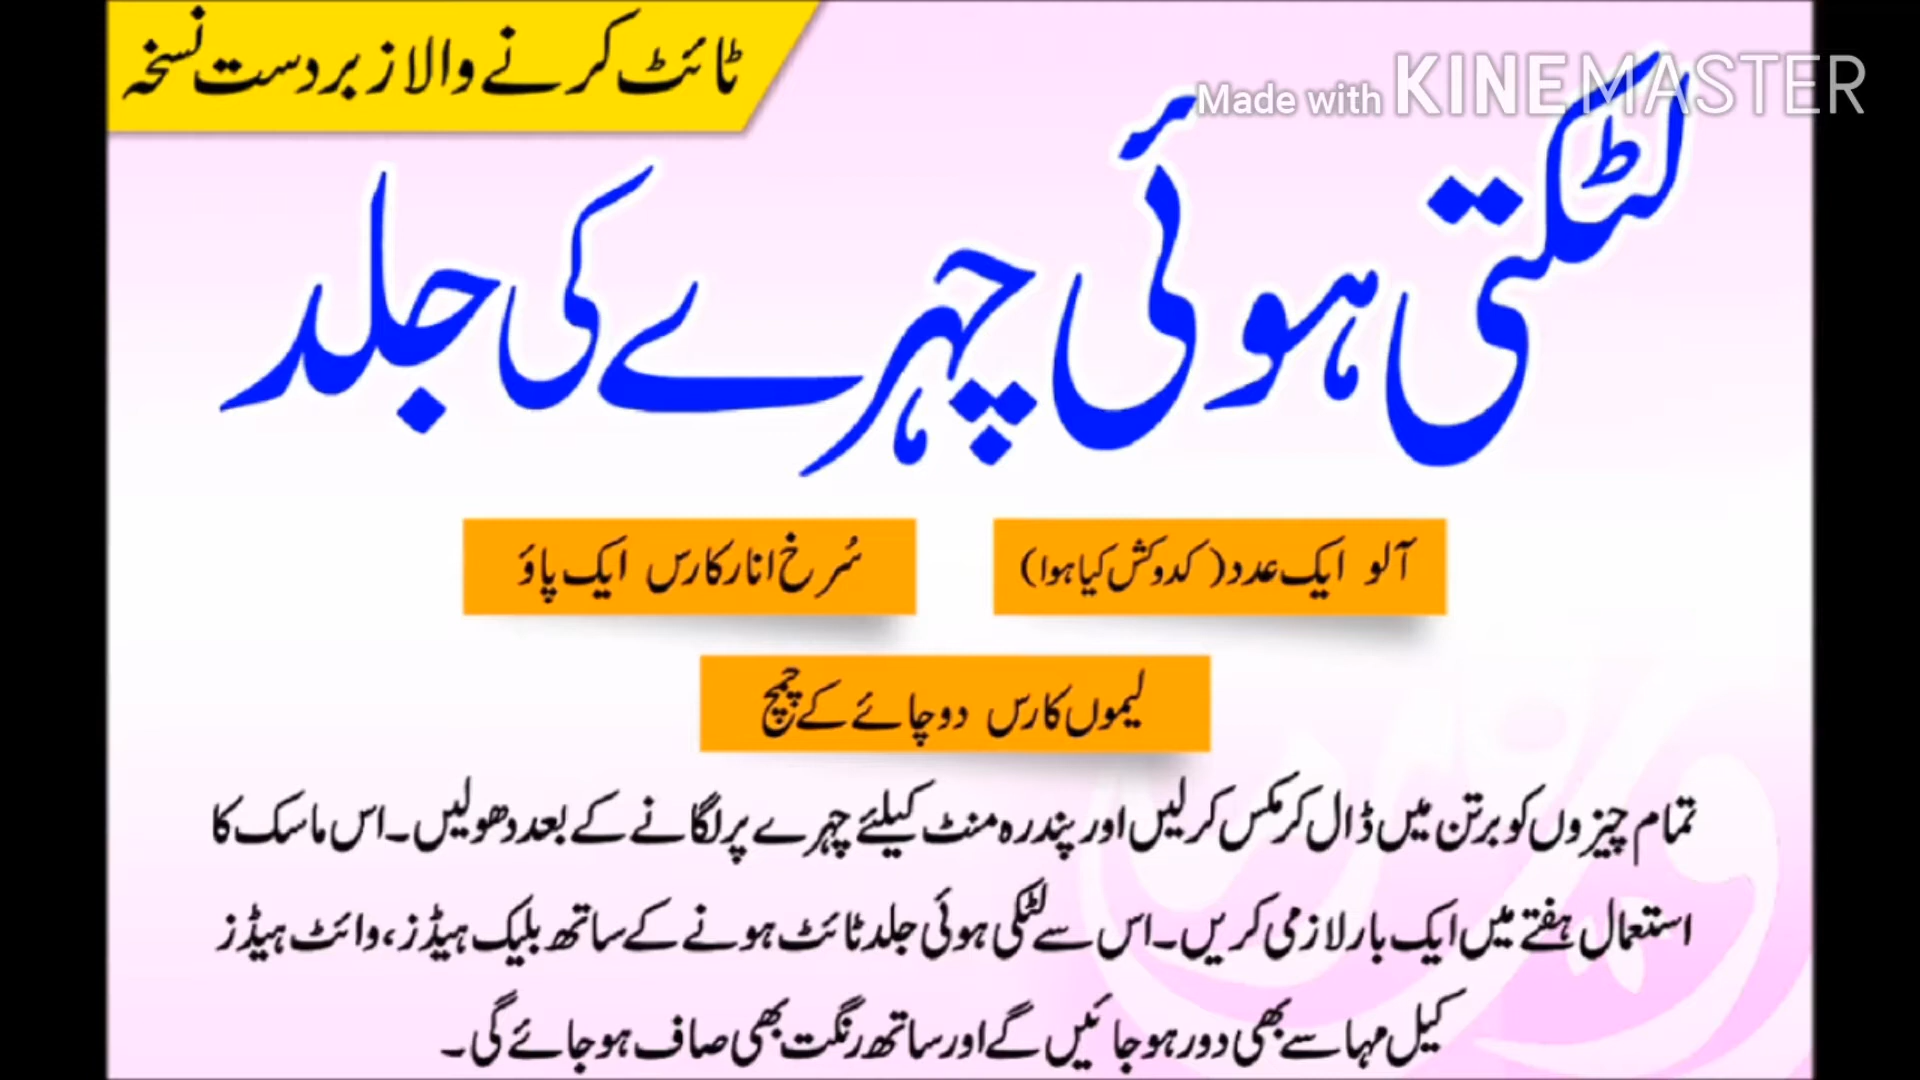 ٹائٹ کرنے والا زبردست نسخہ
Made with KINEMASTER
لٹکتی ہوئی چہرے کی جلد
آلو ایک عدد (کدوکش کیا ہوا)
سُرخ انار کا رس ایک پاؤ
لیموں کا رس دو چائے کے چمچ
تمام چیزوں کو برتن میں ڈال کر مکس کر لیں اور پندرہ منٹ کیلئے چہرے پر لگانے کے بعد دھو لیں۔ اس ماسک کا
استعمال ہفتے میں ایک بار لازمی کریں۔ اس سے لٹکی ہوئی جلد ٹائٹ ہونے کے ساتھ بلیک ہیڈز، وائٹ ہیڈز
کیل مہاسے بھی دور ہو جائیں گے اور ساتھ رنگت بھی صاف ہو جائے گی۔